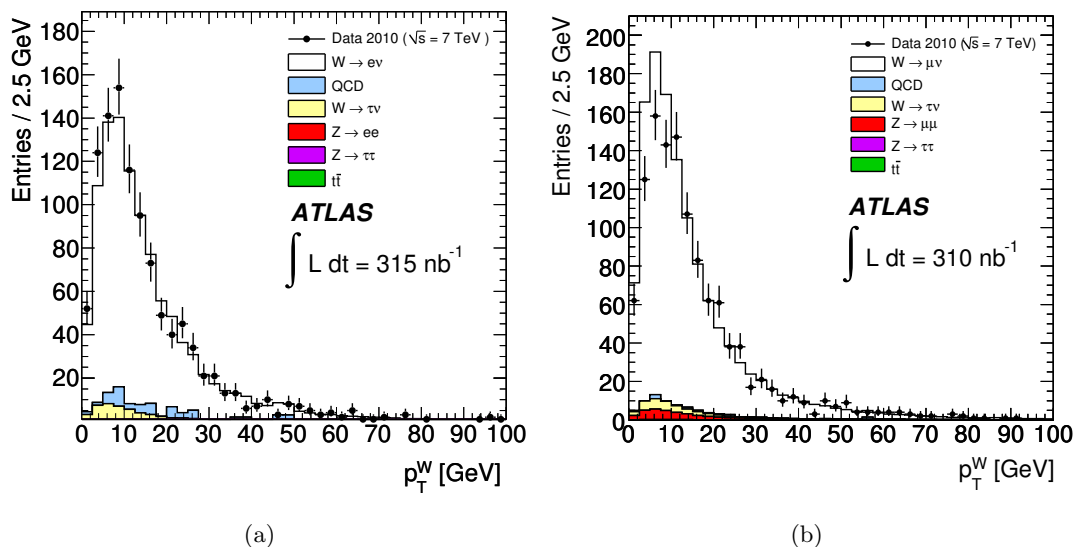 Entries / 2.5 GeV
180
160
140
120
100
80
60
40
20
0 10 20 30 40 50 60 70 80 90 100
p_T^W [GeV]
Data 2010 (√s = 7 TeV )
W → eν
QCD
W → τν
Z → ee
Z → ττ
tt̄
ATLAS
∫ L dt = 315 nb⁻¹
(a)
Entries / 2.5 GeV
200
180
160
140
120
100
80
60
40
20
0
0 10 20 30 40 50 60 70 80 90 100
p_T^W [GeV]
Data 2010 (√s = 7 TeV)
W → μν
QCD
W → τν
Z → μμ
Z → ττ
tt̄
ATLAS
∫ L dt = 310 nb⁻¹
(b)